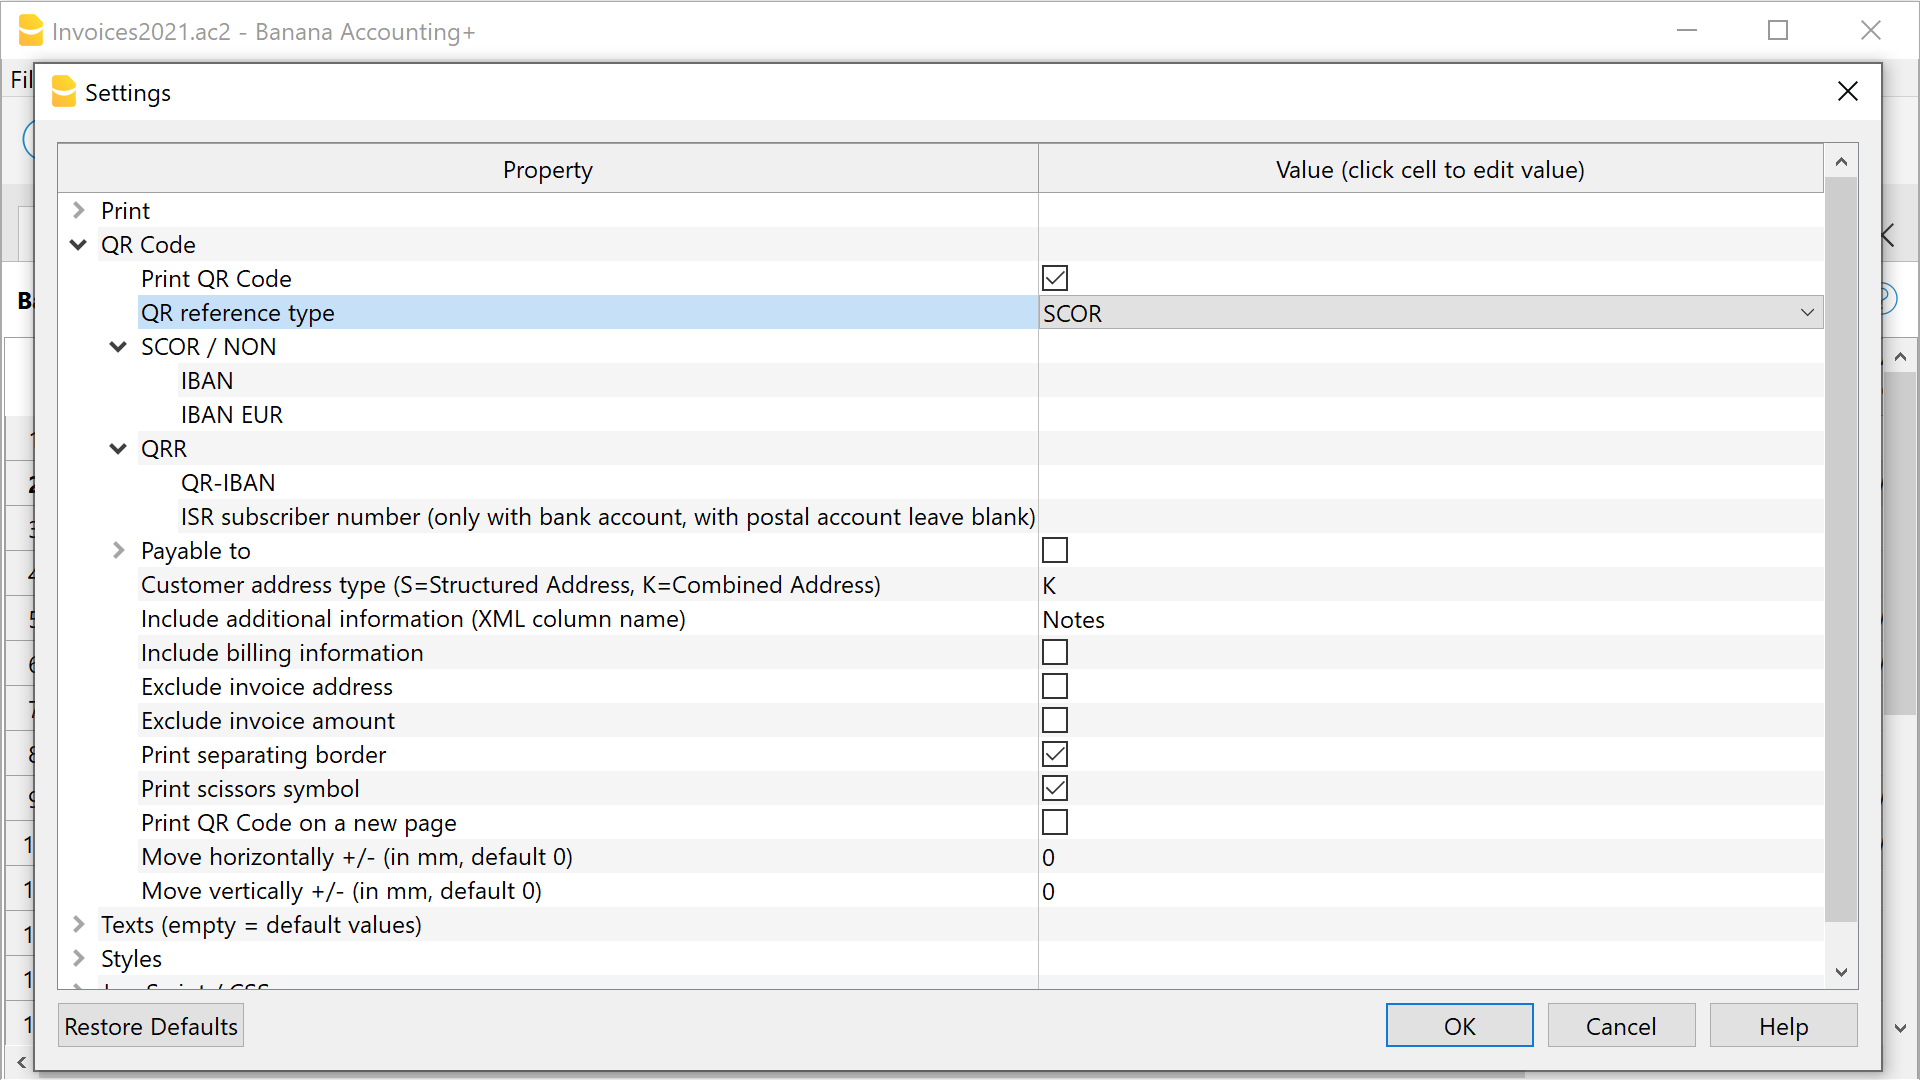 Invoices2021.ac2 - Banana Accounting+
Fil
Settings
Property
Value (click cell to edit value)
Print
QR Code
Print QR Code
QR reference type
SCOR
SCOR / NON
IBAN
IBAN EUR
QRR
QR-IBAN
ISR subscriber number (only with bank account, with postal account leave blank)
Payable to
Customer address type (S=Structured Address, K=Combined Address)
K
Include additional information (XML column name)
Notes
Include billing information
Exclude invoice address
Exclude invoice amount
Print separating border
Print scissors symbol
Print QR Code on a new page
Move horizontally +/- (in mm, default 0)
0
Move vertically +/- (in mm, default 0)
0
Texts (empty = default values)
Styles
Restore Defaults
OK
Cancel
Help